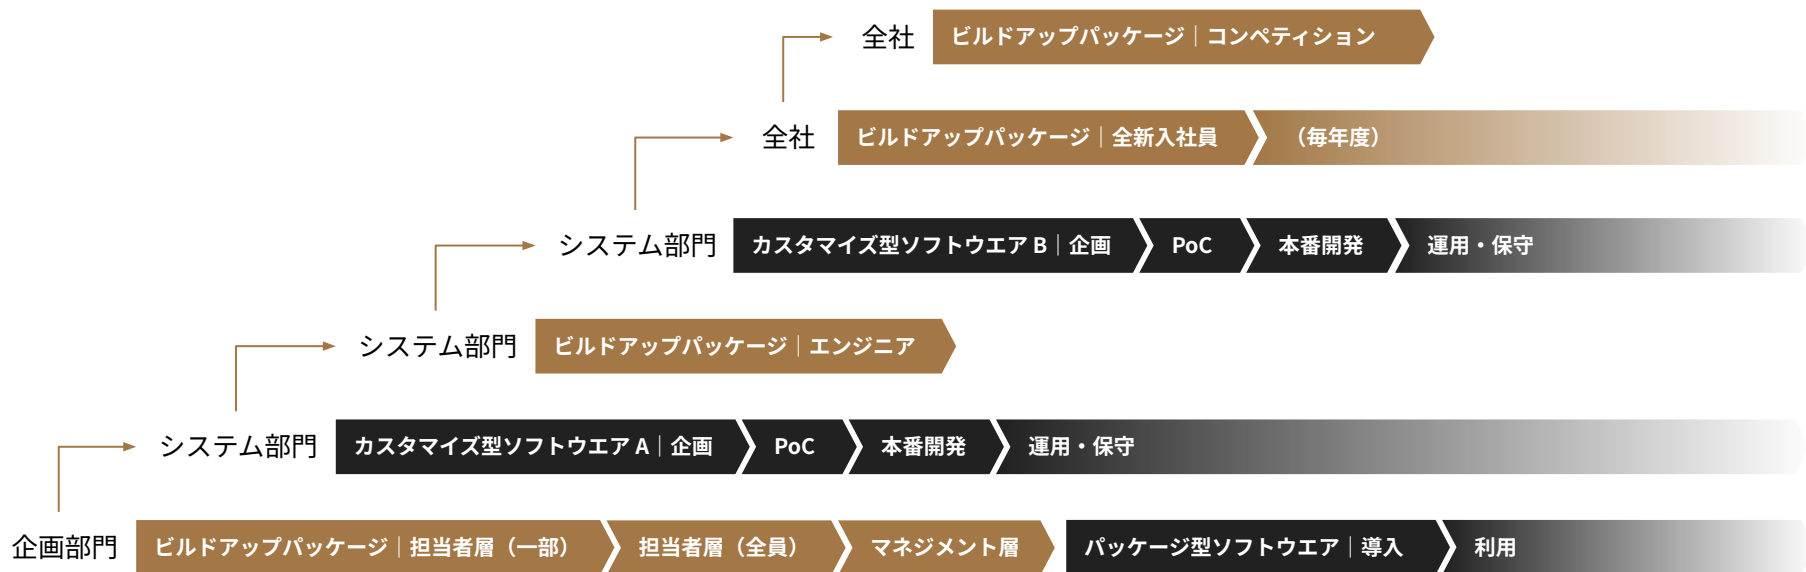 全社 ビルドアップパッケージ｜コンペティション
全社 ビルドアップパッケージ｜全新入社員 （毎年度）
システム部門 カスタマイズ型ソフトウエア B｜企画 PoC 本番開発 運用・保守
システム部門 ビルドアップパッケージ｜エンジニア
システム部門 カスタマイズ型ソフトウエア A｜企画 PoC 本番開発 運用・保守
企画部門 ビルドアップパッケージ｜担当者層（一部） 担当者層（全員） マネジメント層 パッケージ型ソフトウエア｜導入 利用